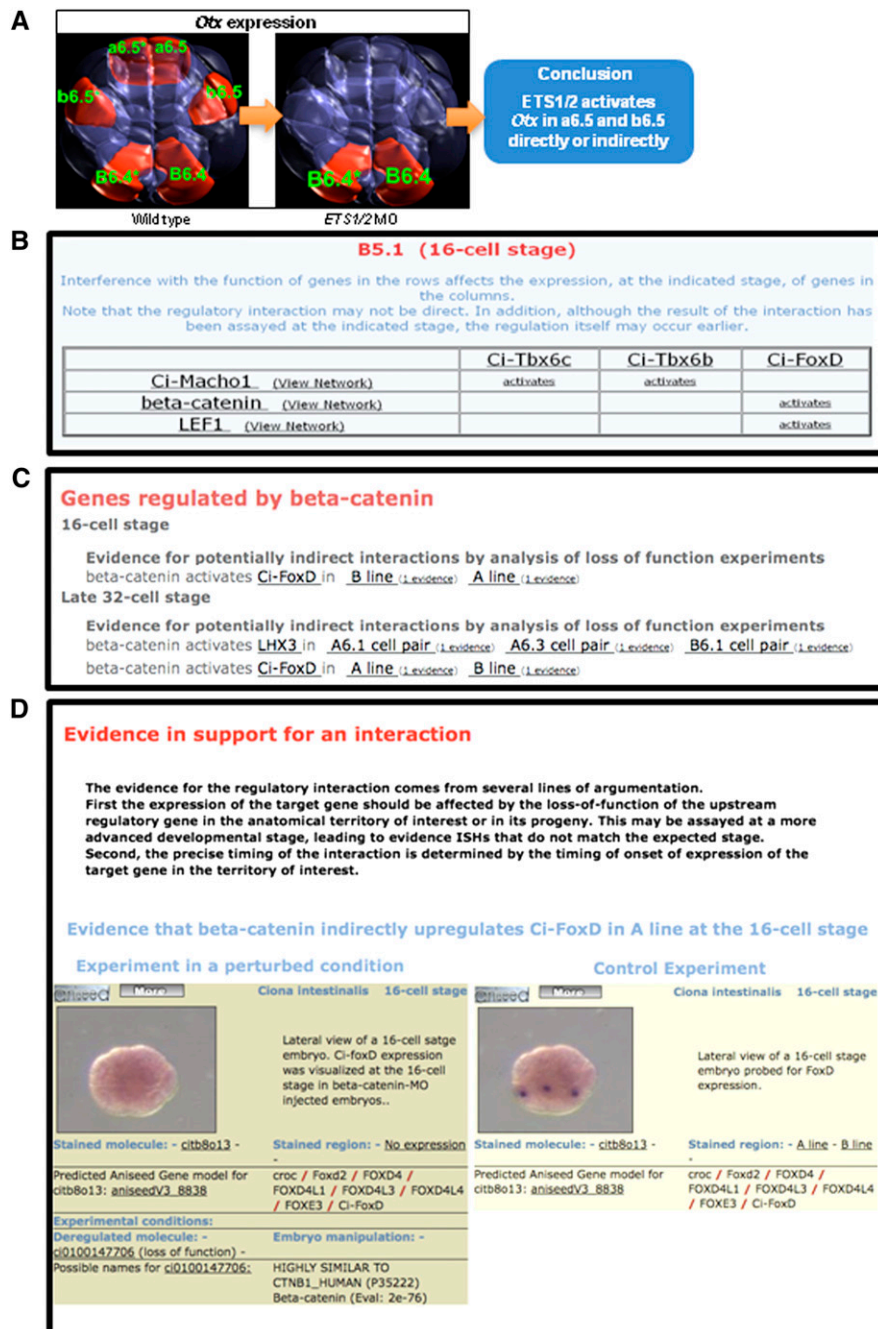 A
Otx expression
a6.5* a6.5
b6.5* b6.5
B6.4* B6.4
B6.4* B6.4
Wild type
ETS1/2 MO
Conclusion
ETS1/2 activates
Otx in a6.5 and b6.5
directly or indirectly
B
B5.1 (16-cell stage)
Interference with the function of genes in the rows affects the expression, at the indicated stage, of genes in
the columns.
Note that the regulatory interaction may not be direct. In addition, although the result of the interaction has
been assayed at the indicated stage, the regulation itself may occur earlier.
Ci-Tbx6c Ci-Tbx6b Ci-FoxD
Ci-Macho1 (View Network) activates activates
beta-catenin (View Network) activates
LEF1 (View Network) activates
C
Genes regulated by beta-catenin
16-cell stage
Evidence for potentially indirect interactions by analysis of loss of function experiments
beta-catenin activates Ci-FoxD in B line (1 evidence) A line (1 evidence)
Late 32-cell stage
Evidence for potentially indirect interactions by analysis of loss of function experiments
beta-catenin activates LHX3 in A6.1 cell pair (1 evidence) A6.3 cell pair (1 evidence) B6.1 cell pair (1 evidence)
beta-catenin activates Ci-FoxD in A line (1 evidence) B line (1 evidence)
D
Evidence in support for an interaction
The evidence for the regulatory interaction comes from several lines of argumentation.
First the expression of the target gene should be affected by the loss-of-function of the upstream
regulatory gene in the anatomical territory of interest or in its progeny. This may be assayed at a more
advanced developmental stage, leading to evidence ISHs that do not match the expected stage.
Second, the precise timing of the interaction is determined by the timing of onset of expression of the
target gene in the territory of interest.
Evidence that beta-catenin indirectly upregulates Ci-FoxD in A line at the 16-cell stage
Experiment in a perturbed condition
More
Ciona intestinalis 16-cell stage
Lateral view of a 16-cell satge
embryo. Ci-foxD expression
was visualized at the 16-cell
stage in beta-catenin-MO
injected embryos..
Stained molecule: - citb8o13 -
Stained region: - No expression
-
Predicted Aniseed Gene model for
citb8o13: aniseedV3_8838
croc / Foxd2 / FOXD4 /
FOXD4L1 / FOXD4L3 / FOXD4L4
/ FOXE3 / Ci-FoxD
Experimental conditions:
Deregulated molecule: -
ci0100147706 (loss of function) -
Embryo manipulation: -
Possible names for ci0100147706:
HIGHLY SIMILAR TO
CTNB1_HUMAN (P35222)
Beta-catenin (Eval: 2e-76)
Control Experiment
More
Ciona intestinalis 16-cell stage
Lateral view of a 16-cell stage
embryo probed for FoxD
expression.
Stained molecule: - citb8o13 -
Stained region: - A line - B line
-
Predicted Aniseed Gene model for
citb8o13: aniseedV3_8838
croc / Foxd2 / FOXD4 /
FOXD4L1 / FOXD4L3 / FOXD4L4
/ FOXE3 / Ci-FoxD